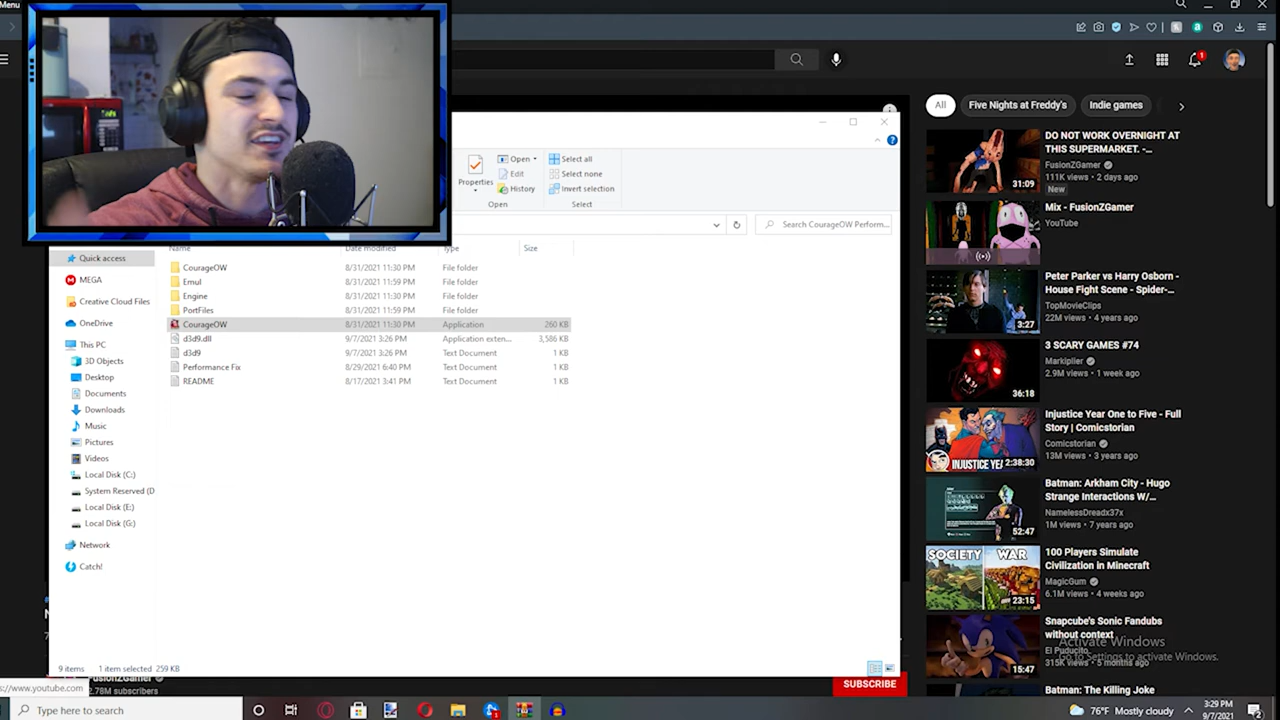 Menu
All
Five Nights at Freddy's
Indie games
DO NOT WORK OVERNIGHT AT
THIS SUPERMARKET. -
FusionZGamer
111K views • 2 days ago
New
31:09
Mix - FusionZGamer
YouTube
Peter Parker vs Harry Osborn -
House Fight Scene - Spider-...
TopMovieClips
22M views • 4 years ago
3:27
3 SCARY GAMES #74
Markiplier
2.9M views • 1 week ago
36:18
Injustice Year One to Five - Full
Story | Comicstorian
Comicstorian
13M views • 3 years ago
INJUSTICE YEA
2:38:30
Batman: Arkham City - Hugo
Strange Interactions W/...
NamelessDreadx37x
1M views • 7 years ago
52:47
100 Players Simulate
Civilization in Minecraft
MagicGum
6.1M views • 4 weeks ago
SOCIETY
WAR
23:15
Snapcube's Sonic Fandubs
without context
El Pucucito
315K views • 5 months ago
15:47
Batman: The Killing Joke
Activate Windows
Go to Settings to activate Windows.
Properties
Open
Edit
History
Open
Select all
Select none
Invert selection
Select
Search CourageOW Perform...
Name
Date modified
Type
Size
CourageOW 8/31/2021 11:30 PM File folder
Emul 8/31/2021 11:59 PM File folder
Engine 8/31/2021 11:30 PM File folder
PortFiles 8/31/2021 11:59 PM File folder
CourageOW 8/31/2021 11:30 PM Application 260 KB
d3d9.dll 9/7/2021 3:26 PM Application exten... 3,586 KB
d3d9 9/7/2021 3:26 PM Text Document 1 KB
Performance Fix 8/29/2021 6:40 PM Text Document 1 KB
README 8/17/2021 3:41 PM Text Document 1 KB
Quick access
MEGA
Creative Cloud Files
OneDrive
This PC
3D Objects
Desktop
Documents
Downloads
Music
Pictures
Videos
Local Disk (C:)
System Reserved (D
Local Disk (E:)
Local Disk (G:)
Network
Catch!
9 items
1 item selected 259 KB
FusionZGamer
2.78M subscribers
s://www.youtube.com
SUBSCRIBE
Type here to search
76°F Mostly cloudy
3:29 PM
9/7/2021
2
1
1